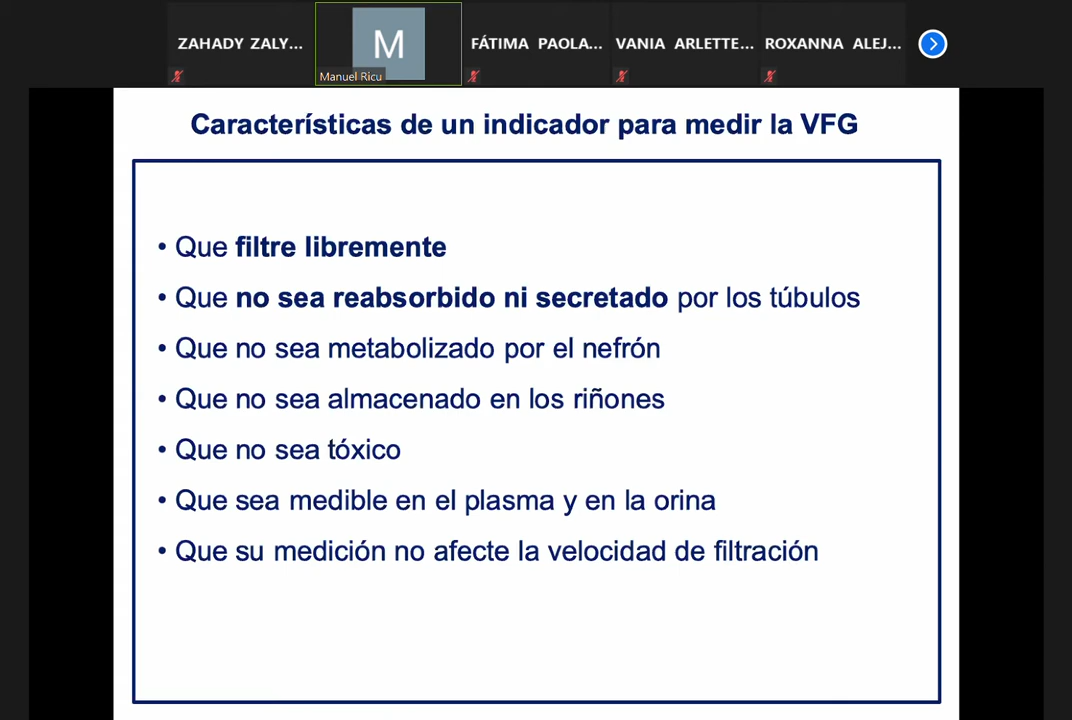 ZAHADY ZALY...
M
Manuel Ricu
FÁTIMA PAOLA...
VANIA ARLETTE...
ROXANNA ALEJ...
Características de un indicador para medir la VFG
• Que filtre libremente
• Que no sea reabsorbido ni secretado por los túbulos
• Que no sea metabolizado por el nefrón
• Que no sea almacenado en los riñones
• Que no sea tóxico
• Que sea medible en el plasma y en la orina
• Que su medición no afecte la velocidad de filtración